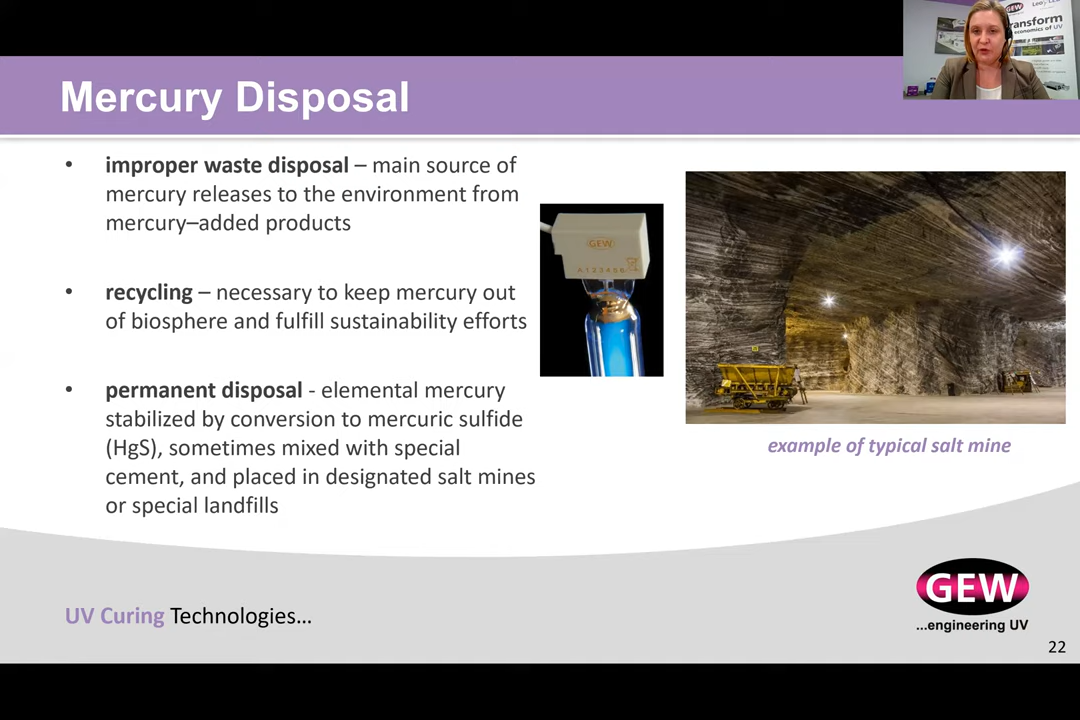 Mercury Disposal
• improper waste disposal – main source of
mercury releases to the environment from
mercury–added products
• recycling – necessary to keep mercury out
of biosphere and fulfill sustainability efforts
• permanent disposal - elemental mercury
stabilized by conversion to mercuric sulfide
(HgS), sometimes mixed with special
cement, and placed in designated salt mines
or special landfills
GEW
A123456
example of typical salt mine
GEW
ransform
economics of UV
UV Curing Technologies...
GEW
...engineering UV
22